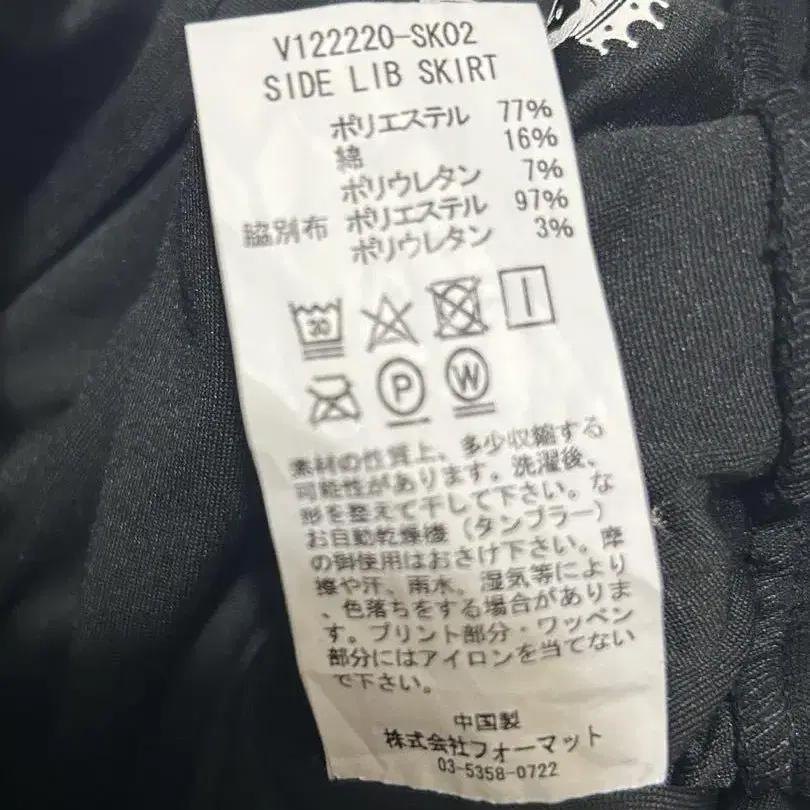 V122220-SK02
SIDE LIB SKIRT
ポリエステル 77%
綿 16%
ポリウレタン 7%
脇別布 ポリエステル 97%
ポリウレタン 3%
30
P W
素材の性質上、多少収縮する
可能性があります。洗濯後、
形を整えて干して下さい。な
お自動乾燥機（タンブラー）
の御使用はおさけ下さい。摩
擦や汗、雨水、湿気等により
、色落ちをする場合がありま
す。プリント部分・ワッペン
部分にはアイロンを当てない
で下さい。
中国製
株式会社フォーマット
03-5358-0722